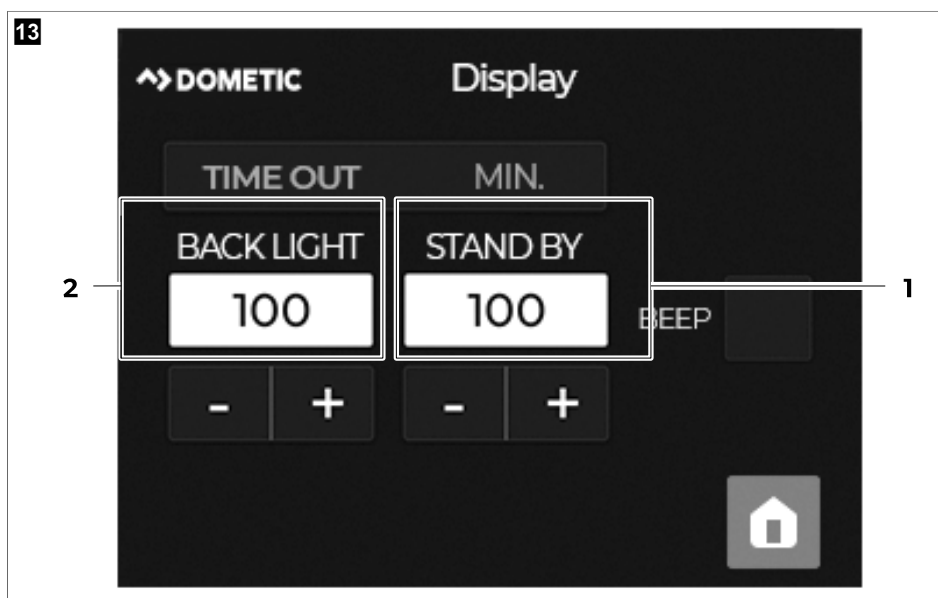 13
DOMETIC Display
TIME OUT MIN.
BACK LIGHT STAND BY
2 100 100 BEEP 1
- + - +